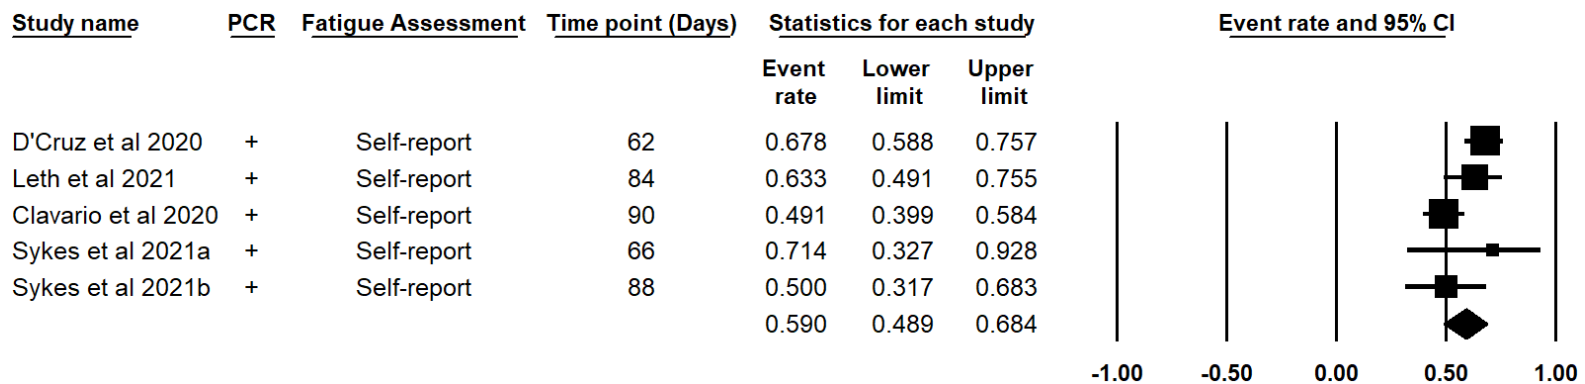 Study name PCR Fatigue Assessment Time point (Days) Statistics for each study Event rate and 95% CI
Event Lower Upper
rate limit limit
D'Cruz et al 2020 + Self-report 62 0.678 0.588 0.757
Leth et al 2021 + Self-report 84 0.633 0.491 0.755
Clavario et al 2020 + Self-report 90 0.491 0.399 0.584
Sykes et al 2021a + Self-report 66 0.714 0.327 0.928
Sykes et al 2021b + Self-report 88 0.500 0.317 0.683
0.590 0.489 0.684
-1.00 -0.50 0.00 0.50 1.00